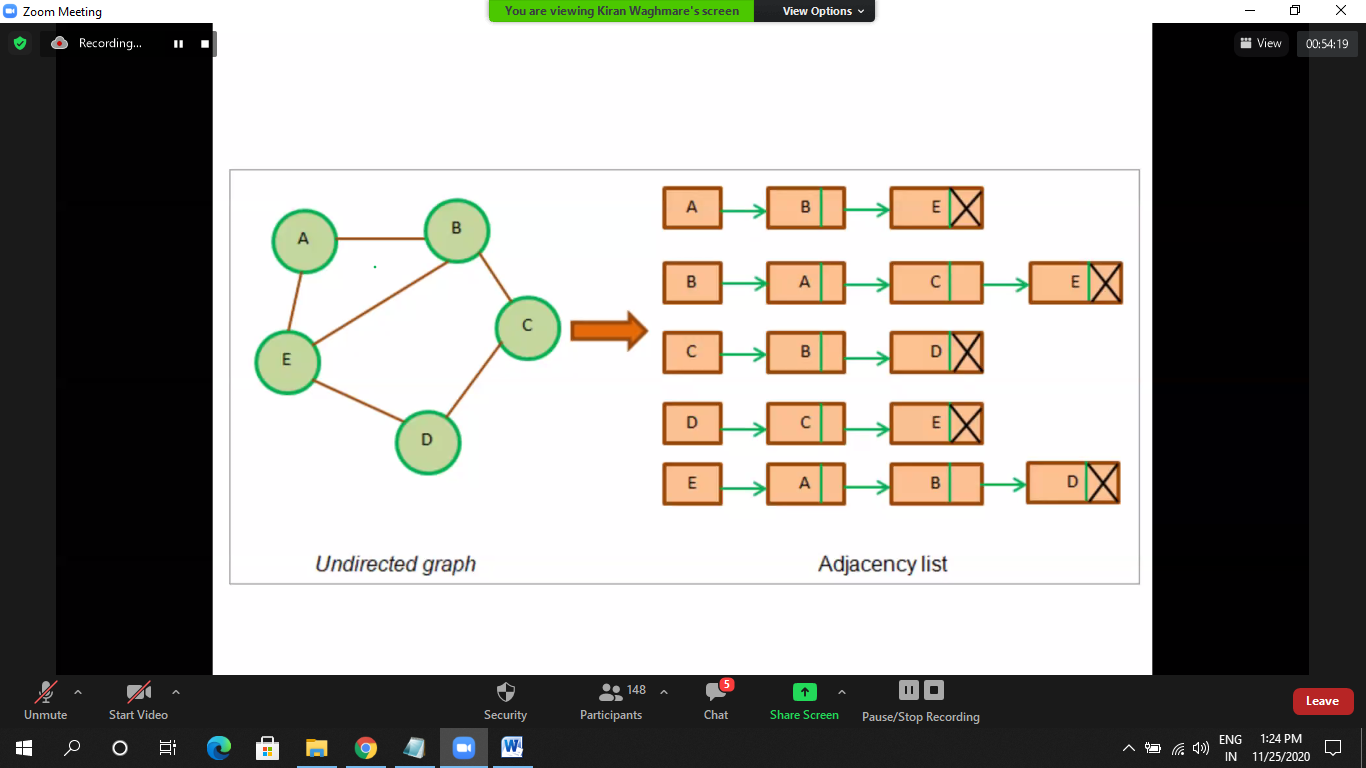 Zoom Meeting
You are viewing Kiran Waghmare's screen
View Options
Recording...
View
00:54:19
A
B
C
E
D
Undirected graph
A B E
B A C E
C B D
D C E
E A B D
Adjacency list
Unmute
Start Video
Security
148
Participants
5
Chat
Share Screen
Pause/Stop Recording
Leave
W
ENG
IN
1:24 PM
11/25/2020